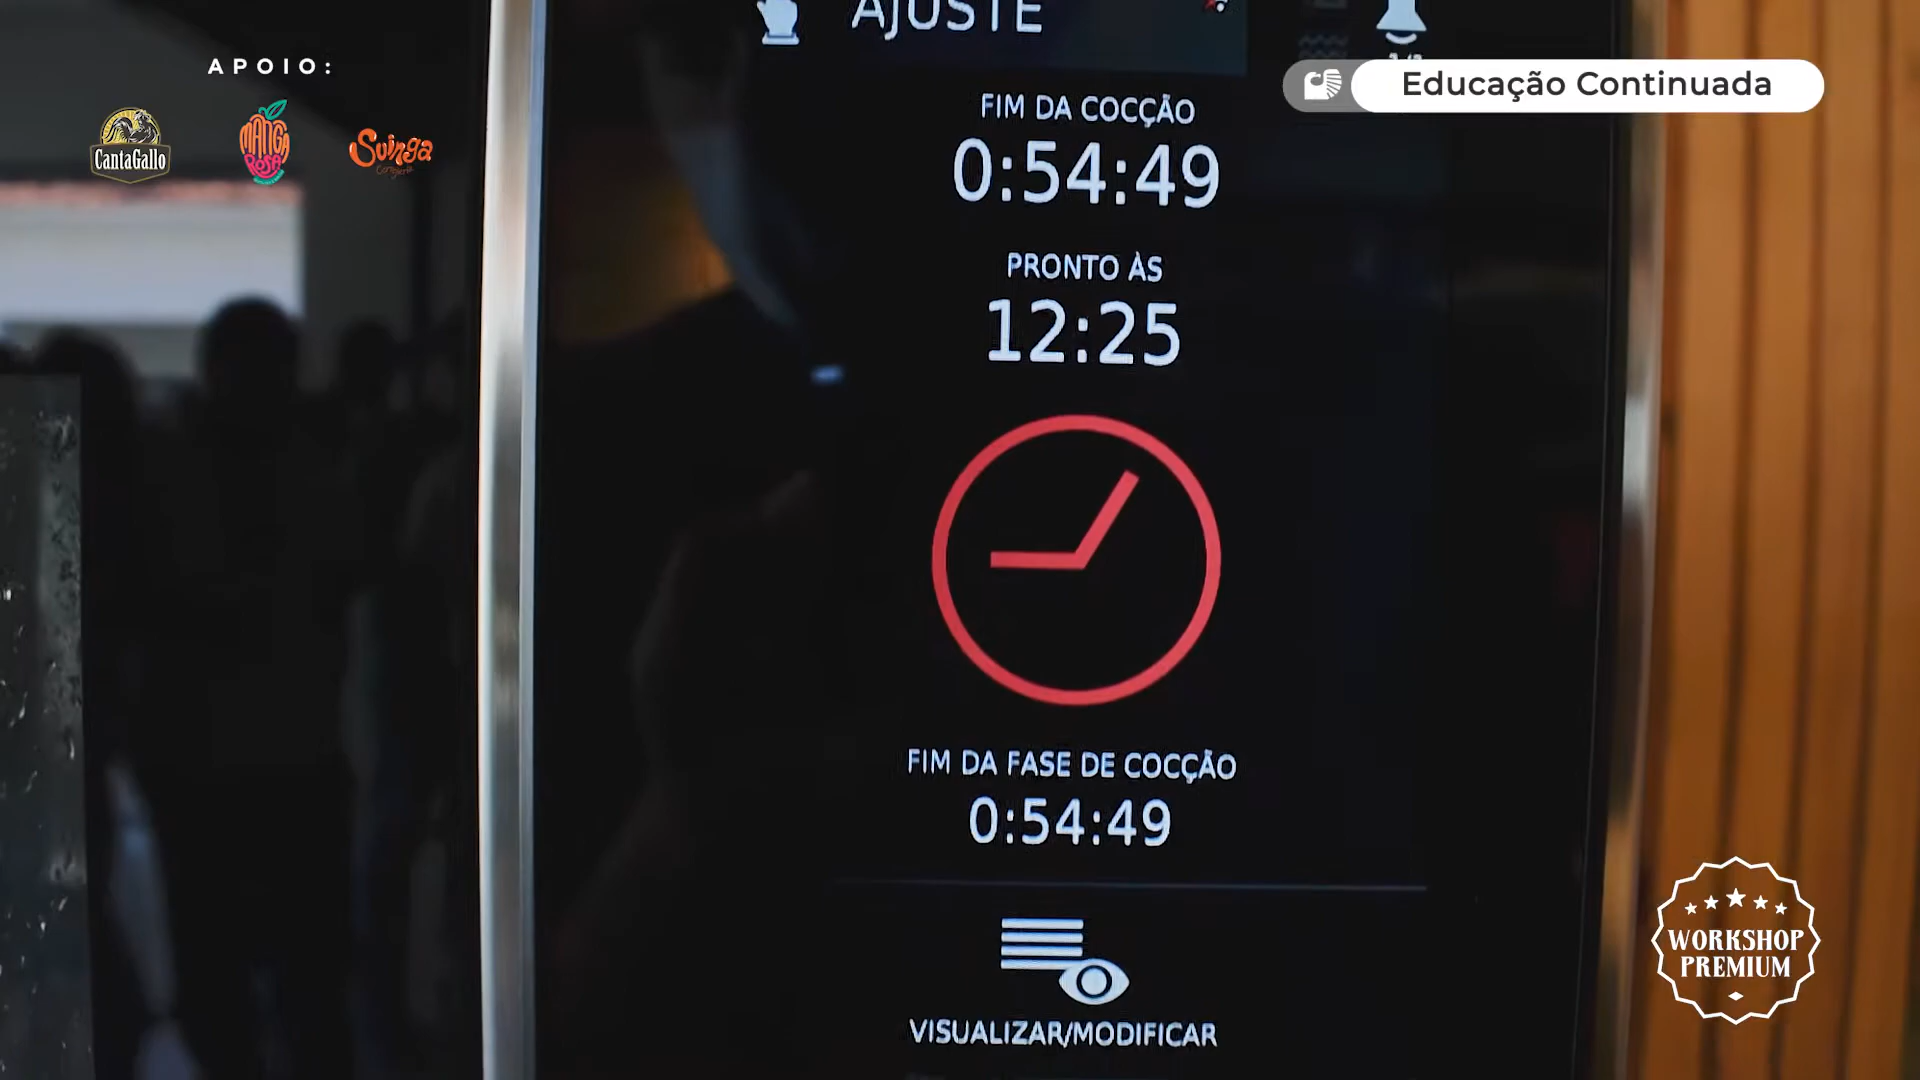 AJUSTE
APOIO:
Educação Continuada
FIM DA COCÇÃO
0:54:49
CantaGallo
MANGA
ROSA
Suinga
PRONTO ÀS
12:25
FIM DA FASE DE COCÇÃO
0:54:49
WORKSHOP
PREMIUM
VISUALIZAR/MODIFICAR